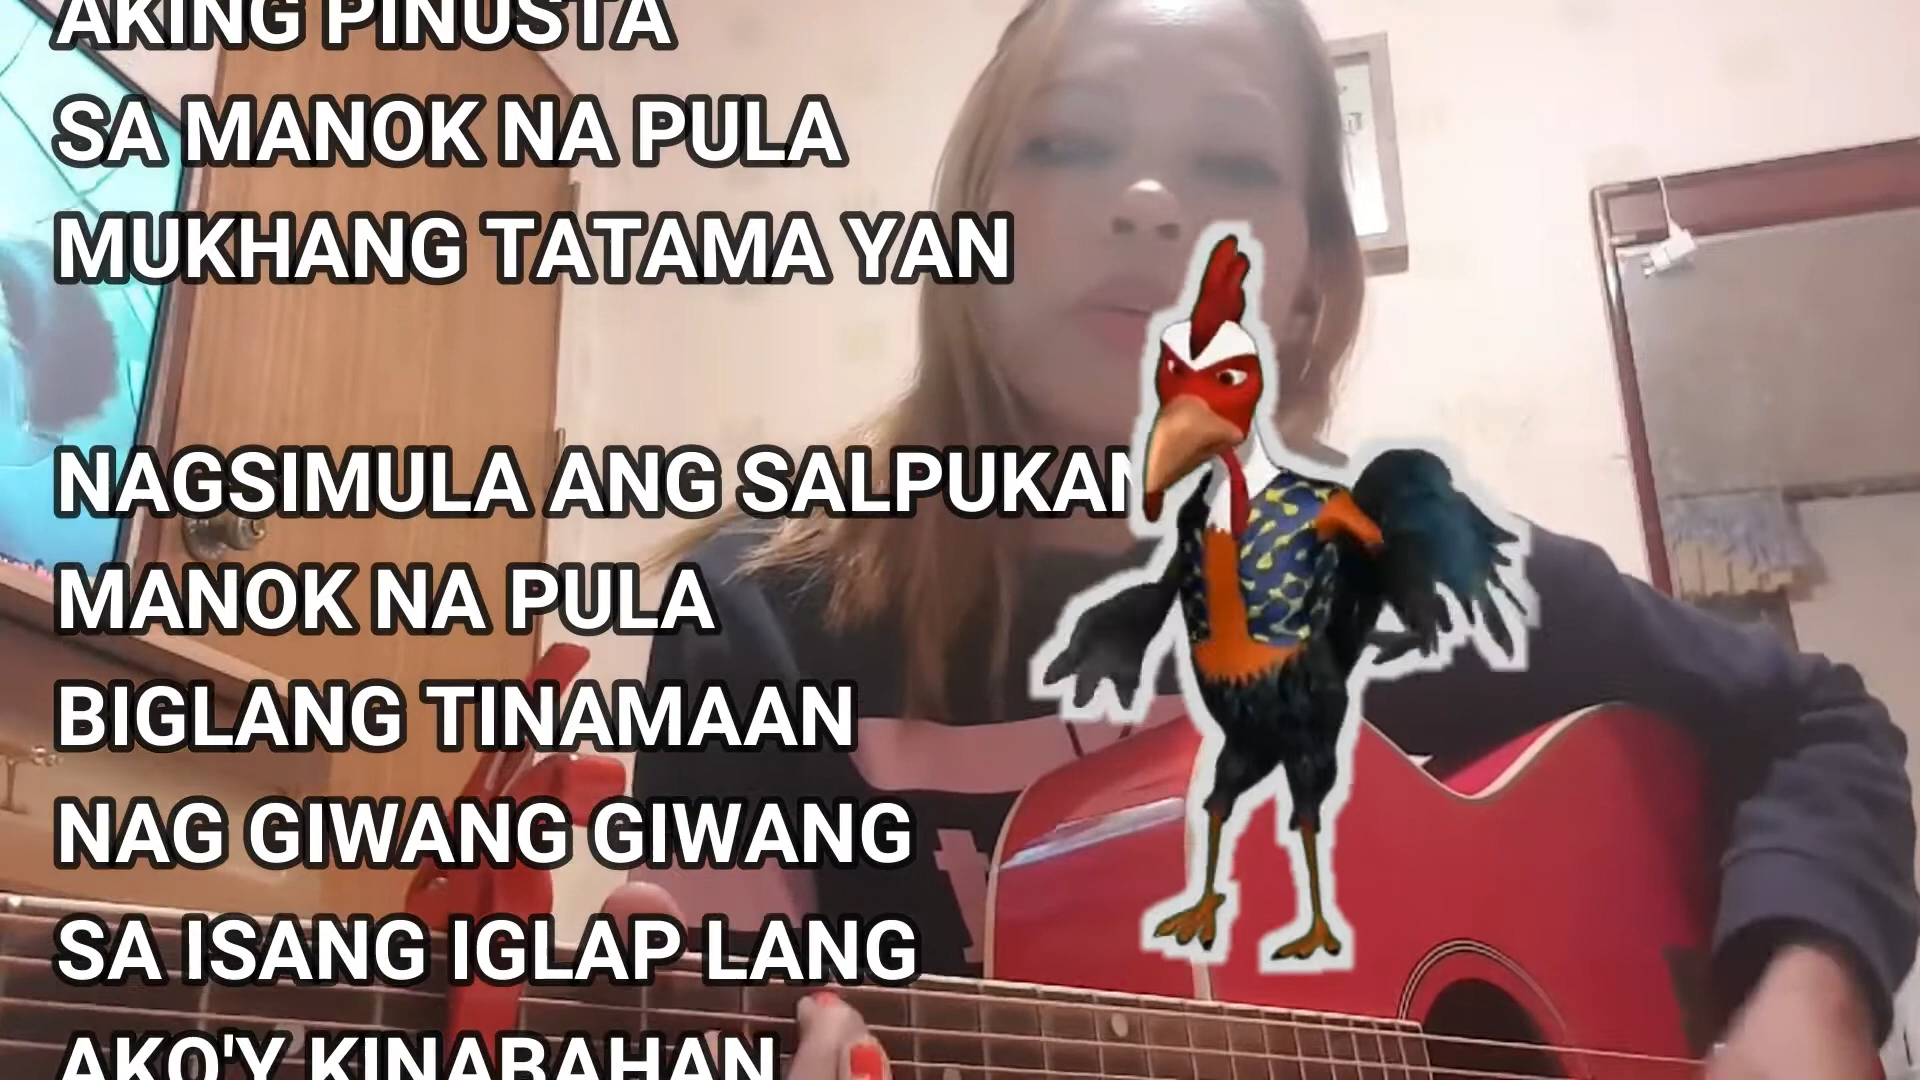 AKING PINUSTA
SA MANOK NA PULA
MUKHANG TATAMA YAN
NAGSIMULA ANG SALPUKAN
MANOK NA PULA
BIGLANG TINAMAAN
NAG GIWANG GIWANG
SA ISANG IGLAP LANG
AKO'Y KINABAHAN